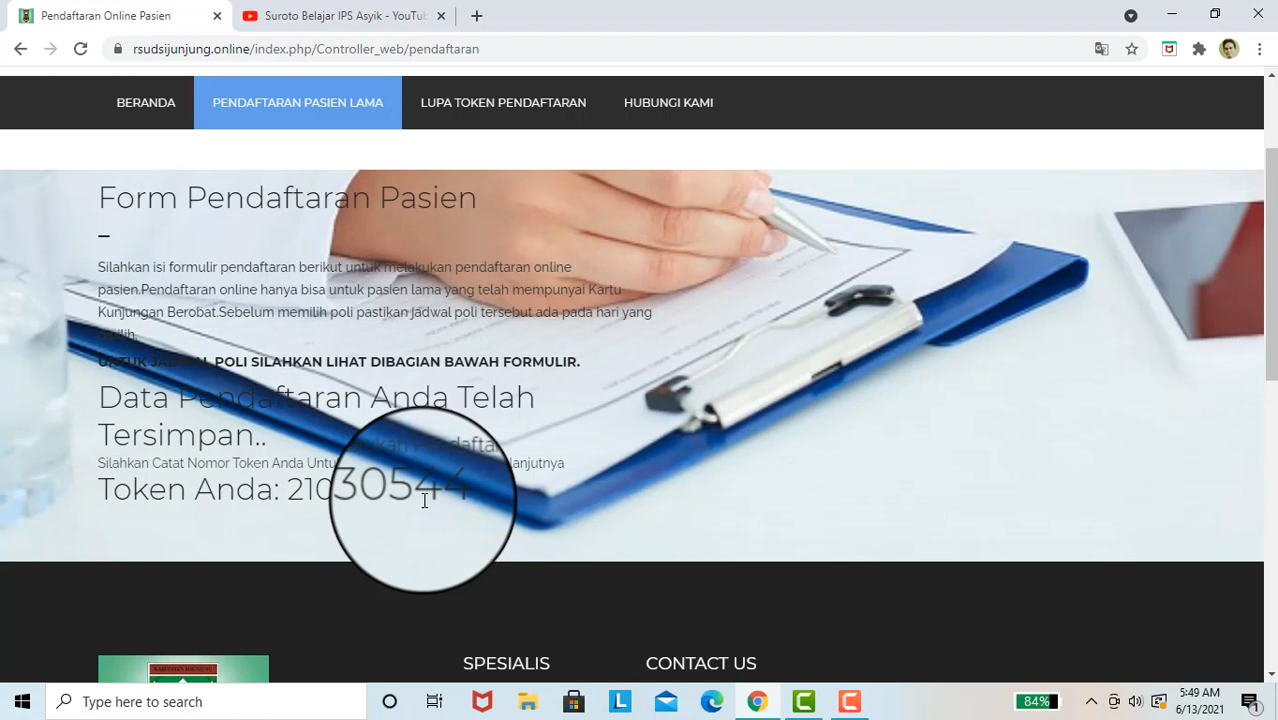 Pendaftaran Online Pasien
Suroto Belajar IPS Asyik - YouTub
rsudsijunjung.online/index.php/Controller_web/pendaftaran
BERANDA
PENDAFTARAN PASIEN LAMA
LUPA TOKEN PENDAFTARAN
HUBUNGI KAMI
Form Pendaftaran Pasien
Silahkan isi formulir pendaftaran berikut untuk melakukan pendaftaran online
pasien.Pendaftaran online hanya bisa untuk pasien lama yang telah mempunyai Kartu
Kunjungan Berobat.Sebelum memilih poli pastikan jadwal poli tersebut ada pada hari yang
UNTUK JADWAL POLI SILAHKAN LIHAT DIBAGIAN BAWAH FORMULIR.
Data Pendaftaran Anda Telah
Tersimpan..
Silahkan Catat Nomor Token Anda
Token Anda: 21030544
SPESIALIS
CONTACT US
Type here to search
84%
5:49 AM
6/13/2021